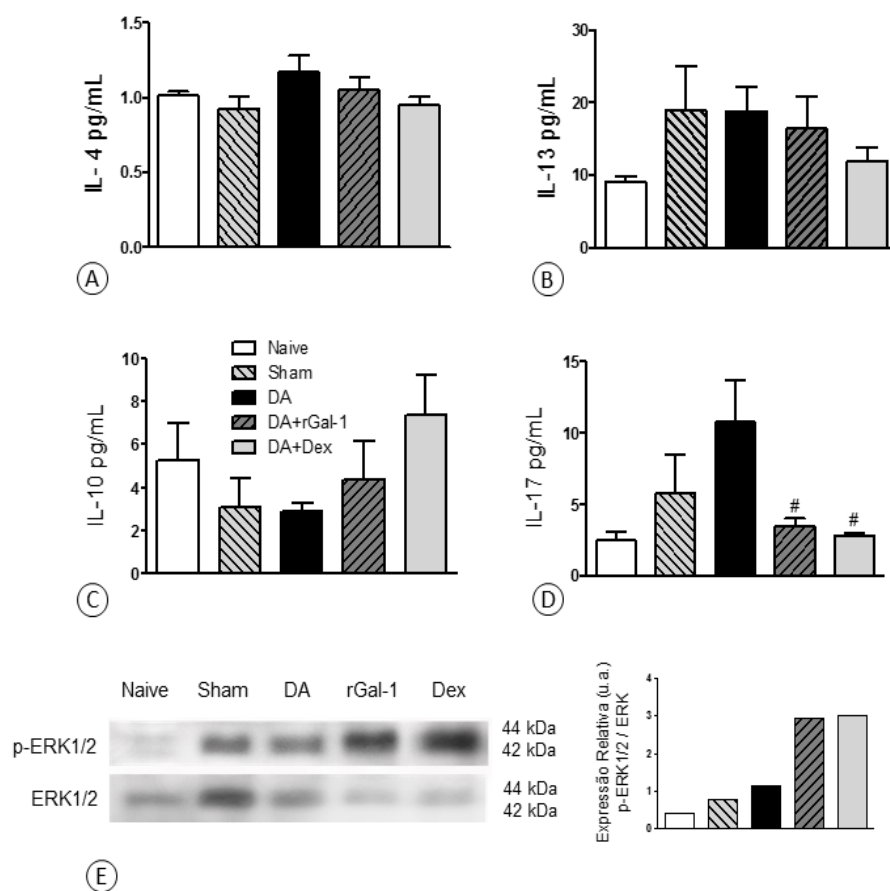 1.5
1.0
0.5
0.0
IL- 4 pg/mL
A
30
20
10
0
IL-13 pg/mL
B
10
8
6
4
2
0
IL-10 pg/mL
Naive
Sham
DA
DA+rGal-1
DA+Dex
C
15
10
5
0
IL-17 pg/mL
#
#
D
Naive Sham DA rGal-1 Dex
p-ERK1/2
44 kDa
42 kDa
ERK1/2
44 kDa
42 kDa
Expressão Relativa (u.a.)
p-ERK1/2 / ERK
4
3
2
1
0
E